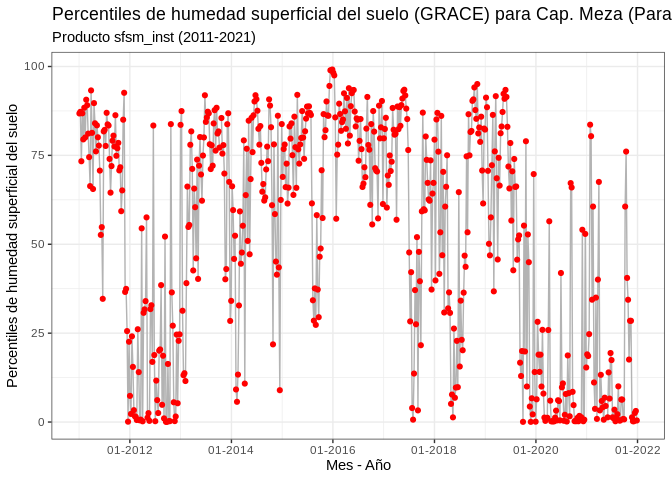 Percentiles de humedad superficial del suelo (GRACE) para Cap. Meza (Para
Producto sfsm_inst (2011-2021)
Percentiles de humedad superficial del suelo
100
75
50
25
0
01-2012
01-2014
01-2016
01-2018
01-2020
01-2022
Mes - Año